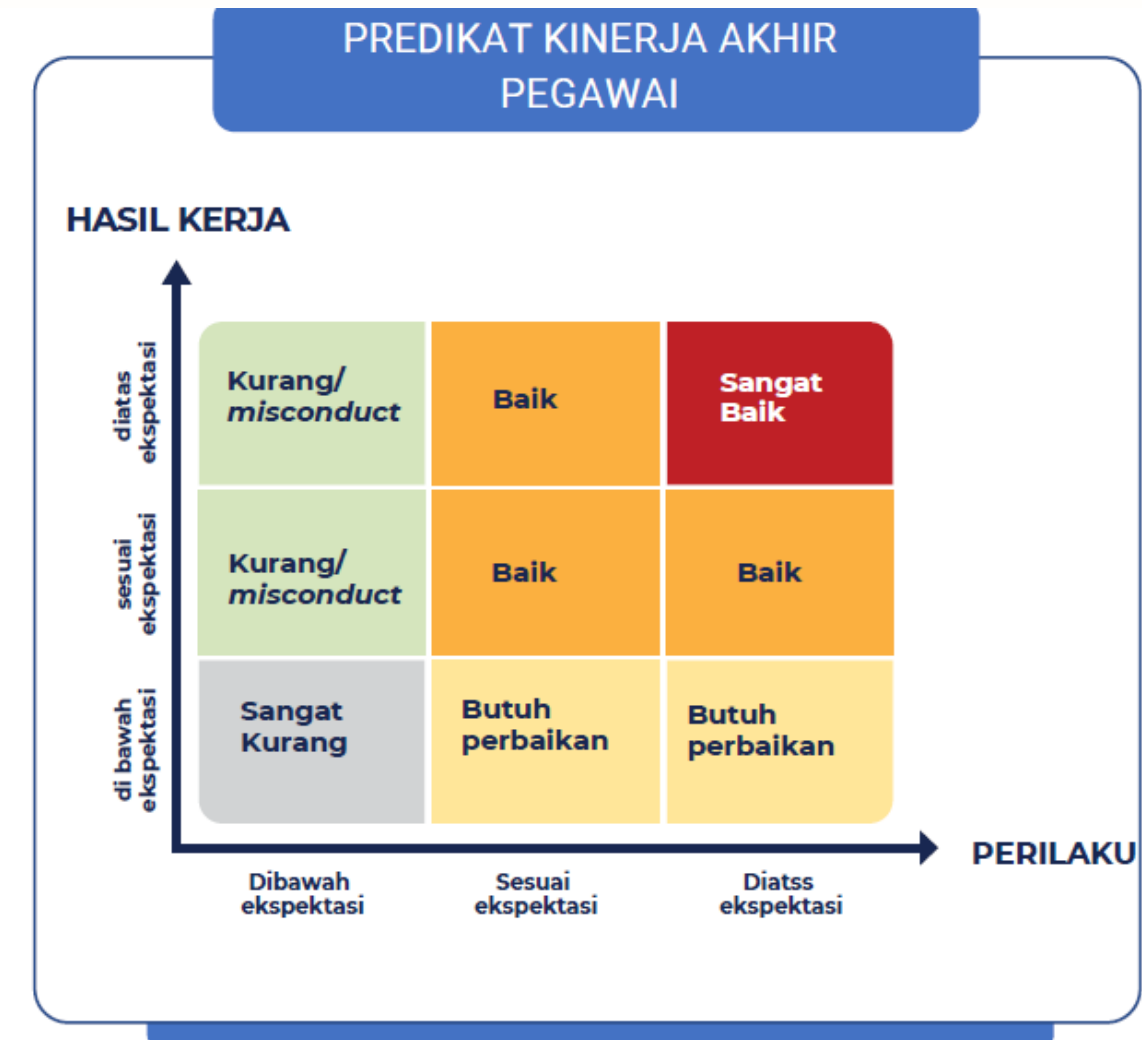 PREDIKAT KINERJA AKHIR
PEGAWAI
HASIL KERJA
diatas
ekspektasi
Kurang/
misconduct
Baik
Sangat
Baik
sesuai
ekspektasi
Kurang/
misconduct
Baik
Baik
di bawah
ekspektasi
Sangat
Kurang
Butuh
perbaikan
Butuh
perbaikan
PERILAKU
Dibawah
ekspektasi
Sesuai
ekspektasi
Diatss
ekspektasi